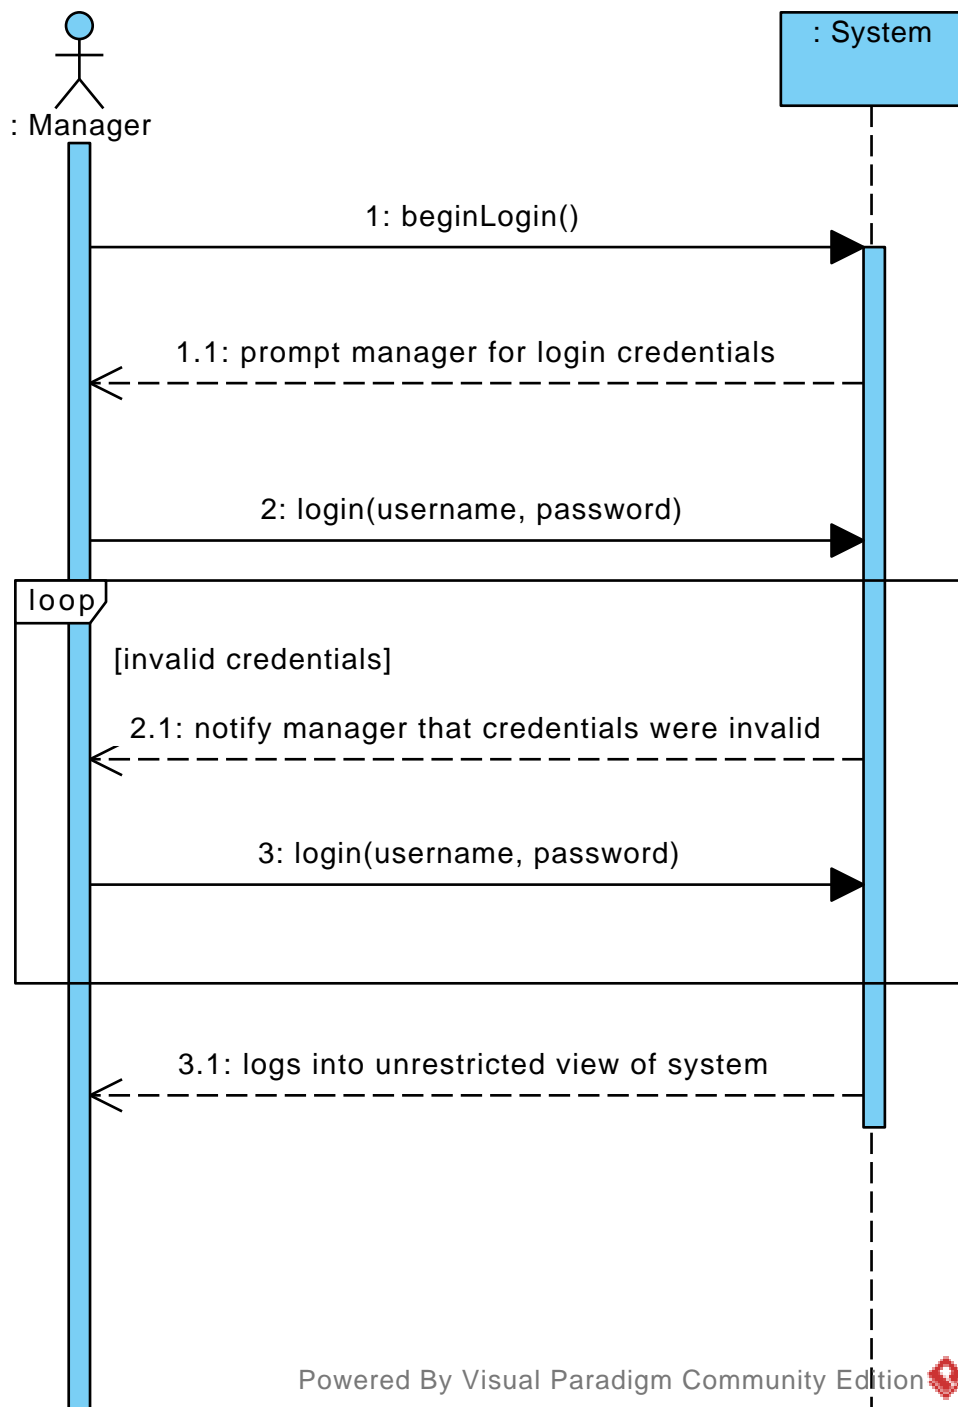 : System
: Manager
1: beginLogin()
1.1: prompt manager for login credentials
2: login(username, password)
loop
[invalid credentials]
2.1: notify manager that credentials were invalid
3: login(username, password)
3.1: logs into unrestricted view of system
Powered By Visual Paradigm Community Edition